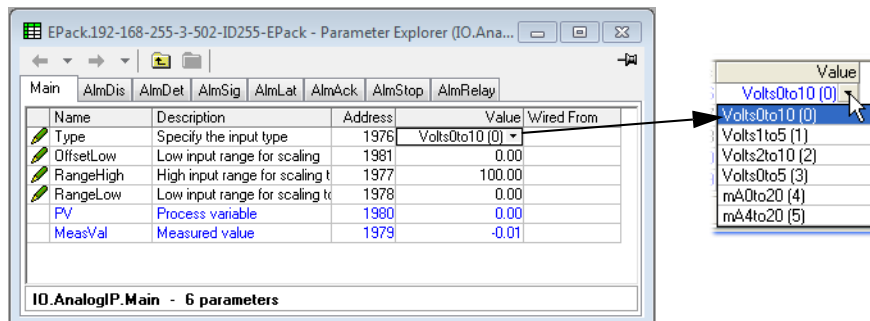 EPack.192-168-255-3-502-ID255-EPack - Parameter Explorer (IO.Ana...
Main AlmDis AlmDet AlmSig AlmLat AlmAck AlmStop AlmRelay
Name Description Address Value Wired From
Type Specify the input type 1976 Volts0to10 (0)
OffsetLow Low input range for scaling 1981 0.00
RangeHigh High input range for scaling t 1977 100.00
RangeLow Low input range for scaling to 1978 0.00
PV Process variable 1980 0.00
MeasVal Measured value 1979 -0.01
IO.AnalogIP.Main - 6 parameters
Value
Volts0to10 (0)
Volts0to10 (0)
Volts1to5 (1)
Volts2to10 (2)
Volts0to5 (3)
mA0to20 (4)
mA4to20 (5)